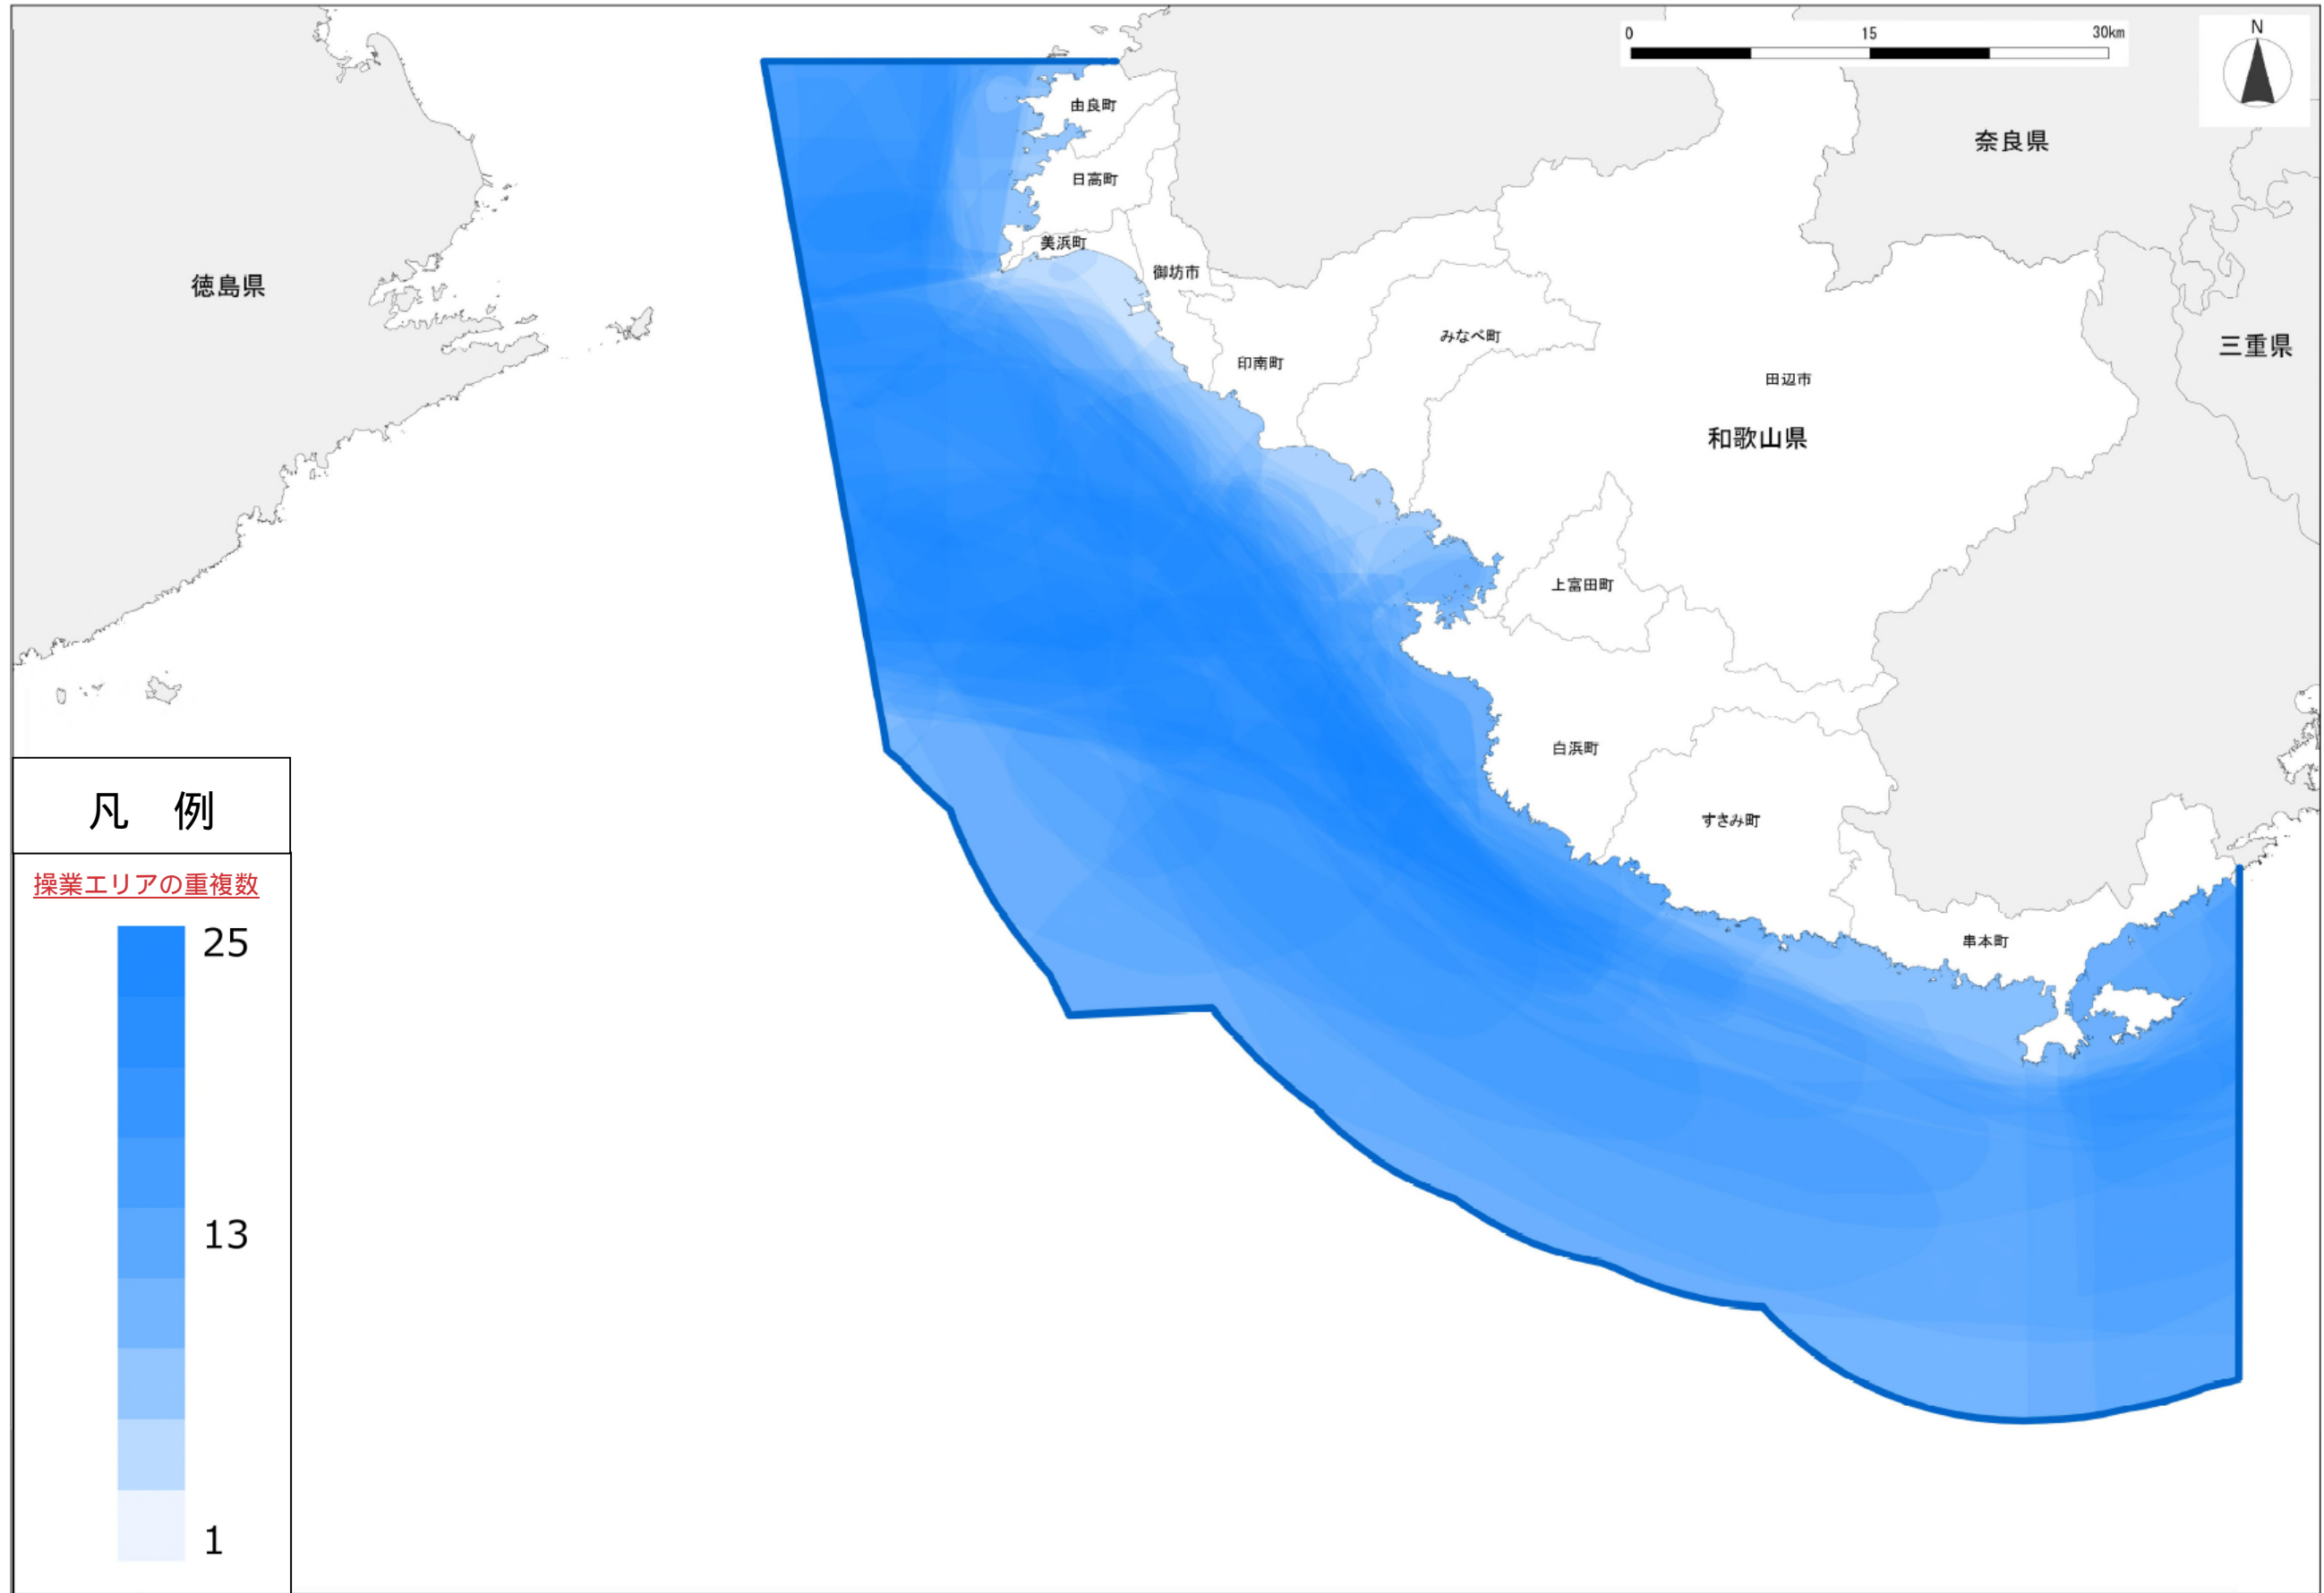 0 15 30km
N
由良町
奈良県
日高町
美浜町
御坊市
徳島県
みなべ町
三重県
印南町
田辺市
和歌山県
上富田町
白浜町
すさみ町
串本町
凡 例
操業エリアの重複数
25
13
1